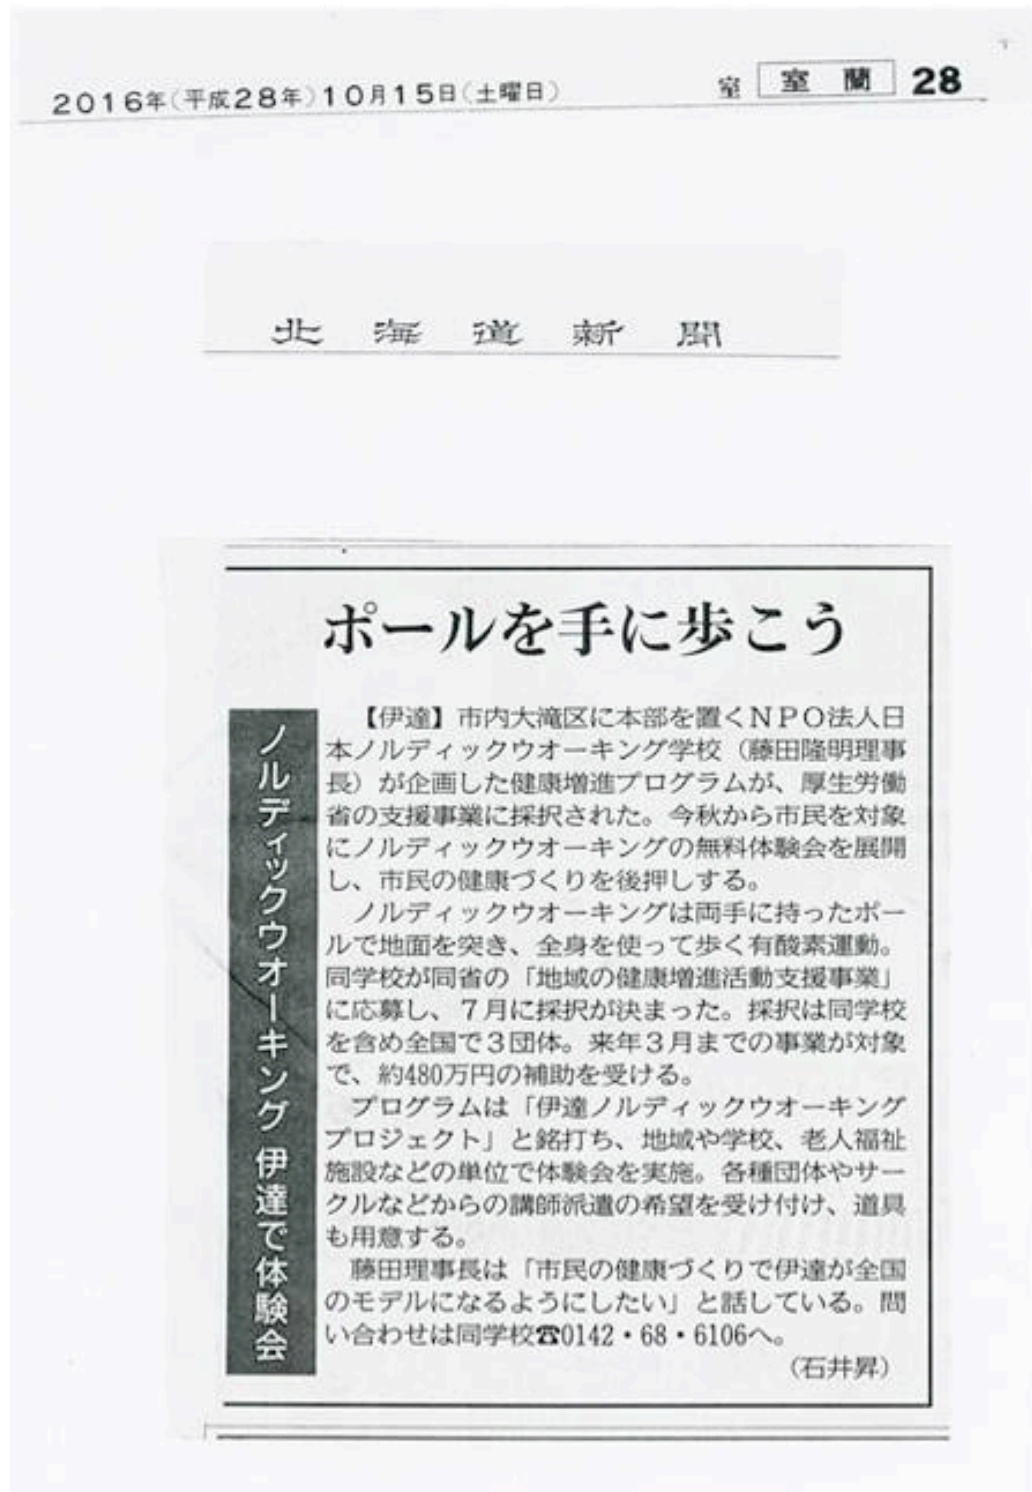 2016年(平成28年)10月15日(土曜日)
室 室蘭 28
北海道新聞
ポールを手に歩こう
ノルディックウオーキング 伊達で体験会
【伊達】市内大滝区に本部を置くNPO法人日
本ノルディックウオーキング学校（藤田隆明理事
長）が企画した健康増進プログラムが、厚生労働
省の支援事業に採択された。今秋から市民を対象
にノルディックウオーキングの無料体験会を展開
し、市民の健康づくりを後押しする。
ノルディックウオーキングは両手に持ったポー
ルで地面を突き、全身を使って歩く有酸素運動。
同学校が同省の「地域の健康増進活動支援事業」
に応募し、７月に採択が決まった。採択は同学校
を含め全国で３団体。来年３月までの事業が対象
で、約480万円の補助を受ける。
プログラムは「伊達ノルディックウオーキング
プロジェクト」と銘打ち、地域や学校、老人福祉
施設などの単位で体験会を実施。各種団体やサー
クルなどからの講師派遣の希望を受け付け、道具
も用意する。
藤田理事長は「市民の健康づくりで伊達が全国
のモデルになるようにしたい」と話している。問
い合わせは同学校☎0142・68・6106へ。
（石井昇）